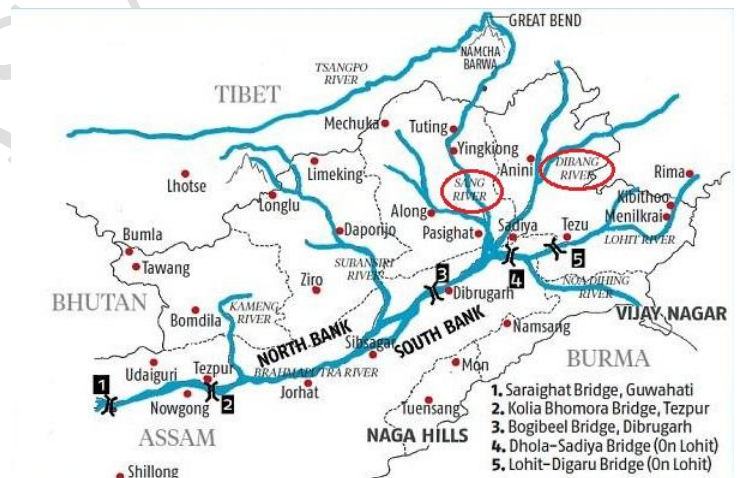 GREAT BEND
NAMCHA
BARWA
TSANGPO
RIVER
TIBET
Mechuka
Tuting
Yingkiong
Anini
DIBANG
RIVER
Rima
Limeking
Lhotse
SANG
RIVER
Kibithoo
Menilkrai
Longlu
Along
Pasighat
Sadiya
Tezu
LOHIT RIVER
Daporijo
Bumla
Tawang
SUBANSIRI
RIVER
Ziro
3
4
5
NOA DIHING
RIVER
Dibrugarh
BHUTAN
KAMENG
RIVER
Bomdila
VIJAY NAGAR
NORTH BANK
SOUTH BANK
Namsang
Sibsagar
BURMA
Udaiguri
Tezpur
BRAHMAPUTRA RIVER
Mon
1
Jorhat
2
Nowgong
Tuensang
ASSAM
NAGA HILLS
Shillong
1. Saraighat Bridge, Guwahati
2. Kolia Bhomora Bridge, Tezpur
3. Bogibeel Bridge, Dibrugarh
4. Dhola-Sadiya Bridge (On Lohit)
5. Lohit-Digaru Bridge (On Lohit)